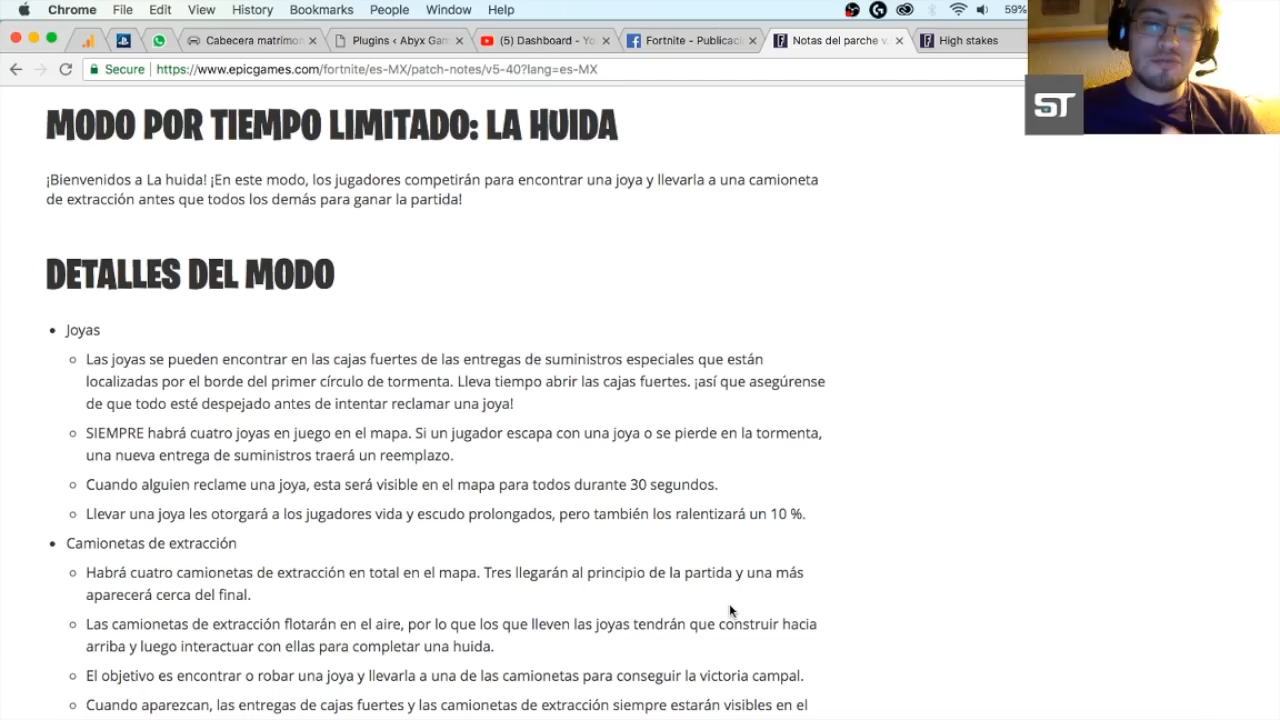 Chrome File Edit View History Bookmarks People Window Help 59%
Cabecera matrimon Plugins ‹ Abyx Gam (5) Dashboard - Yo Fortnite - Publicaci Notas del parche v. High stakes
Secure https://www.epicgames.com/fortnite/es-MX/patch-notes/v5-40?lang=es-MX
ST
MODO POR TIEMPO LIMITADO: LA HUIDA
¡Bienvenidos a La huida! ¡En este modo, los jugadores competirán para encontrar una joya y llevarla a una camioneta
de extracción antes que todos los demás para ganar la partida!
DETALLES DEL MODO
• Joyas
○ Las joyas se pueden encontrar en las cajas fuertes de las entregas de suministros especiales que están
localizadas por el borde del primer círculo de tormenta. Lleva tiempo abrir las cajas fuertes. ¡así que asegúrense
de que todo esté despejado antes de intentar reclamar una joya!
○ SIEMPRE habrá cuatro joyas en juego en el mapa. Si un jugador escapa con una joya o se pierde en la tormenta,
una nueva entrega de suministros traerá un reemplazo.
○ Cuando alguien reclame una joya, esta será visible en el mapa para todos durante 30 segundos.
○ Llevar una joya les otorgará a los jugadores vida y escudo prolongados, pero también los ralentizará un 10 %.
• Camionetas de extracción
○ Habrá cuatro camionetas de extracción en total en el mapa. Tres llegarán al principio de la partida y una más
aparecerá cerca del final.
○ Las camionetas de extracción flotarán en el aire, por lo que los que lleven las joyas tendrán que construir hacia
arriba y luego interactuar con ellas para completar una huida.
○ El objetivo es encontrar o robar una joya y llevarla a una de las camionetas para conseguir la victoria campal.
○ Cuando aparezcan, las entregas de cajas fuertes y las camionetas de extracción siempre estarán visibles en el